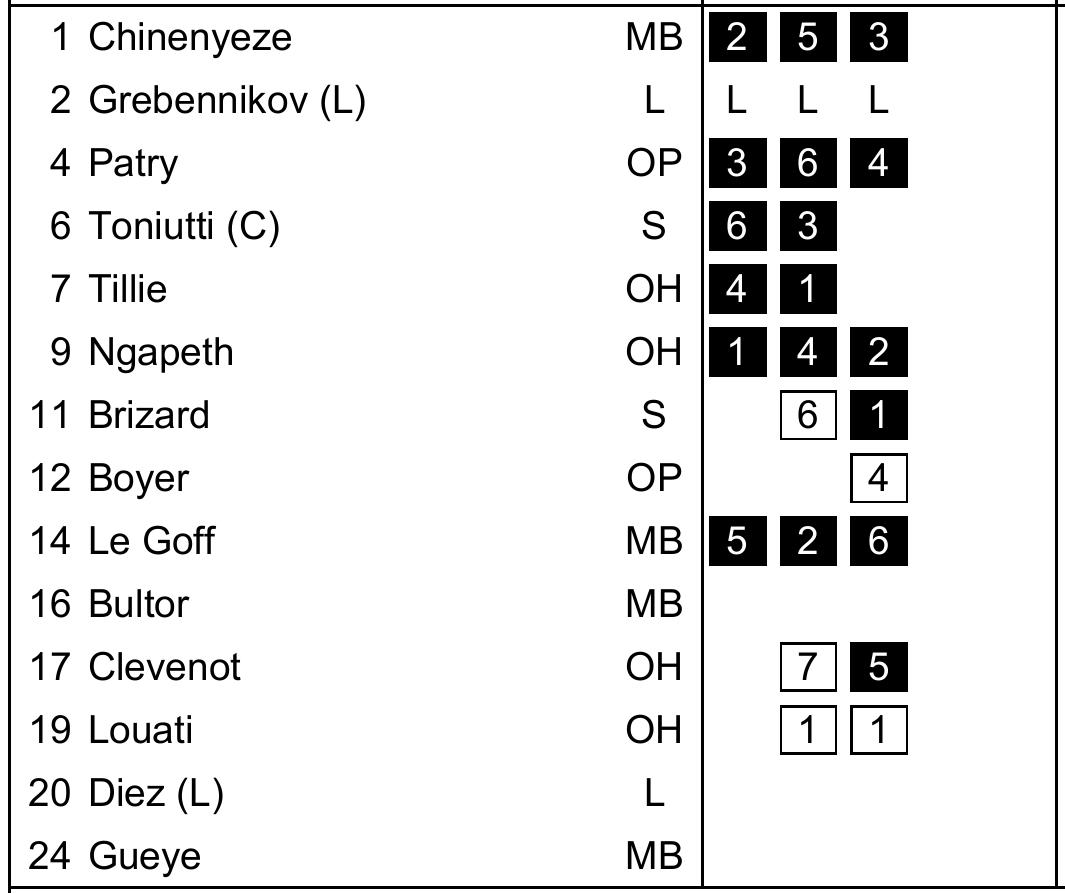 1 Chinenyeze MB 2 5 3
2 Grebennikov (L) L L L L
4 Patry OP 3 6 4
6 Toniutti (C) S 6 3
7 Tillie OH 4 1
9 Ngapeth OH 1 4 2
11 Brizard S 6 1
12 Boyer OP 4
14 Le Goff MB 5 2 6
16 Bultor MB
17 Clevenot OH 7 5
19 Louati OH 1 1
20 Diez (L) L
24 Gueye MB